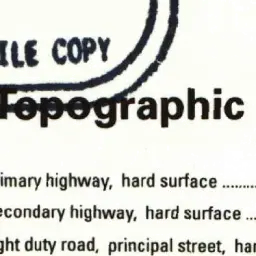 ILE COPY
Topographic
imary highway, hard surface ..........
econdary highway, hard surface ...
ght duty road, principal street, har